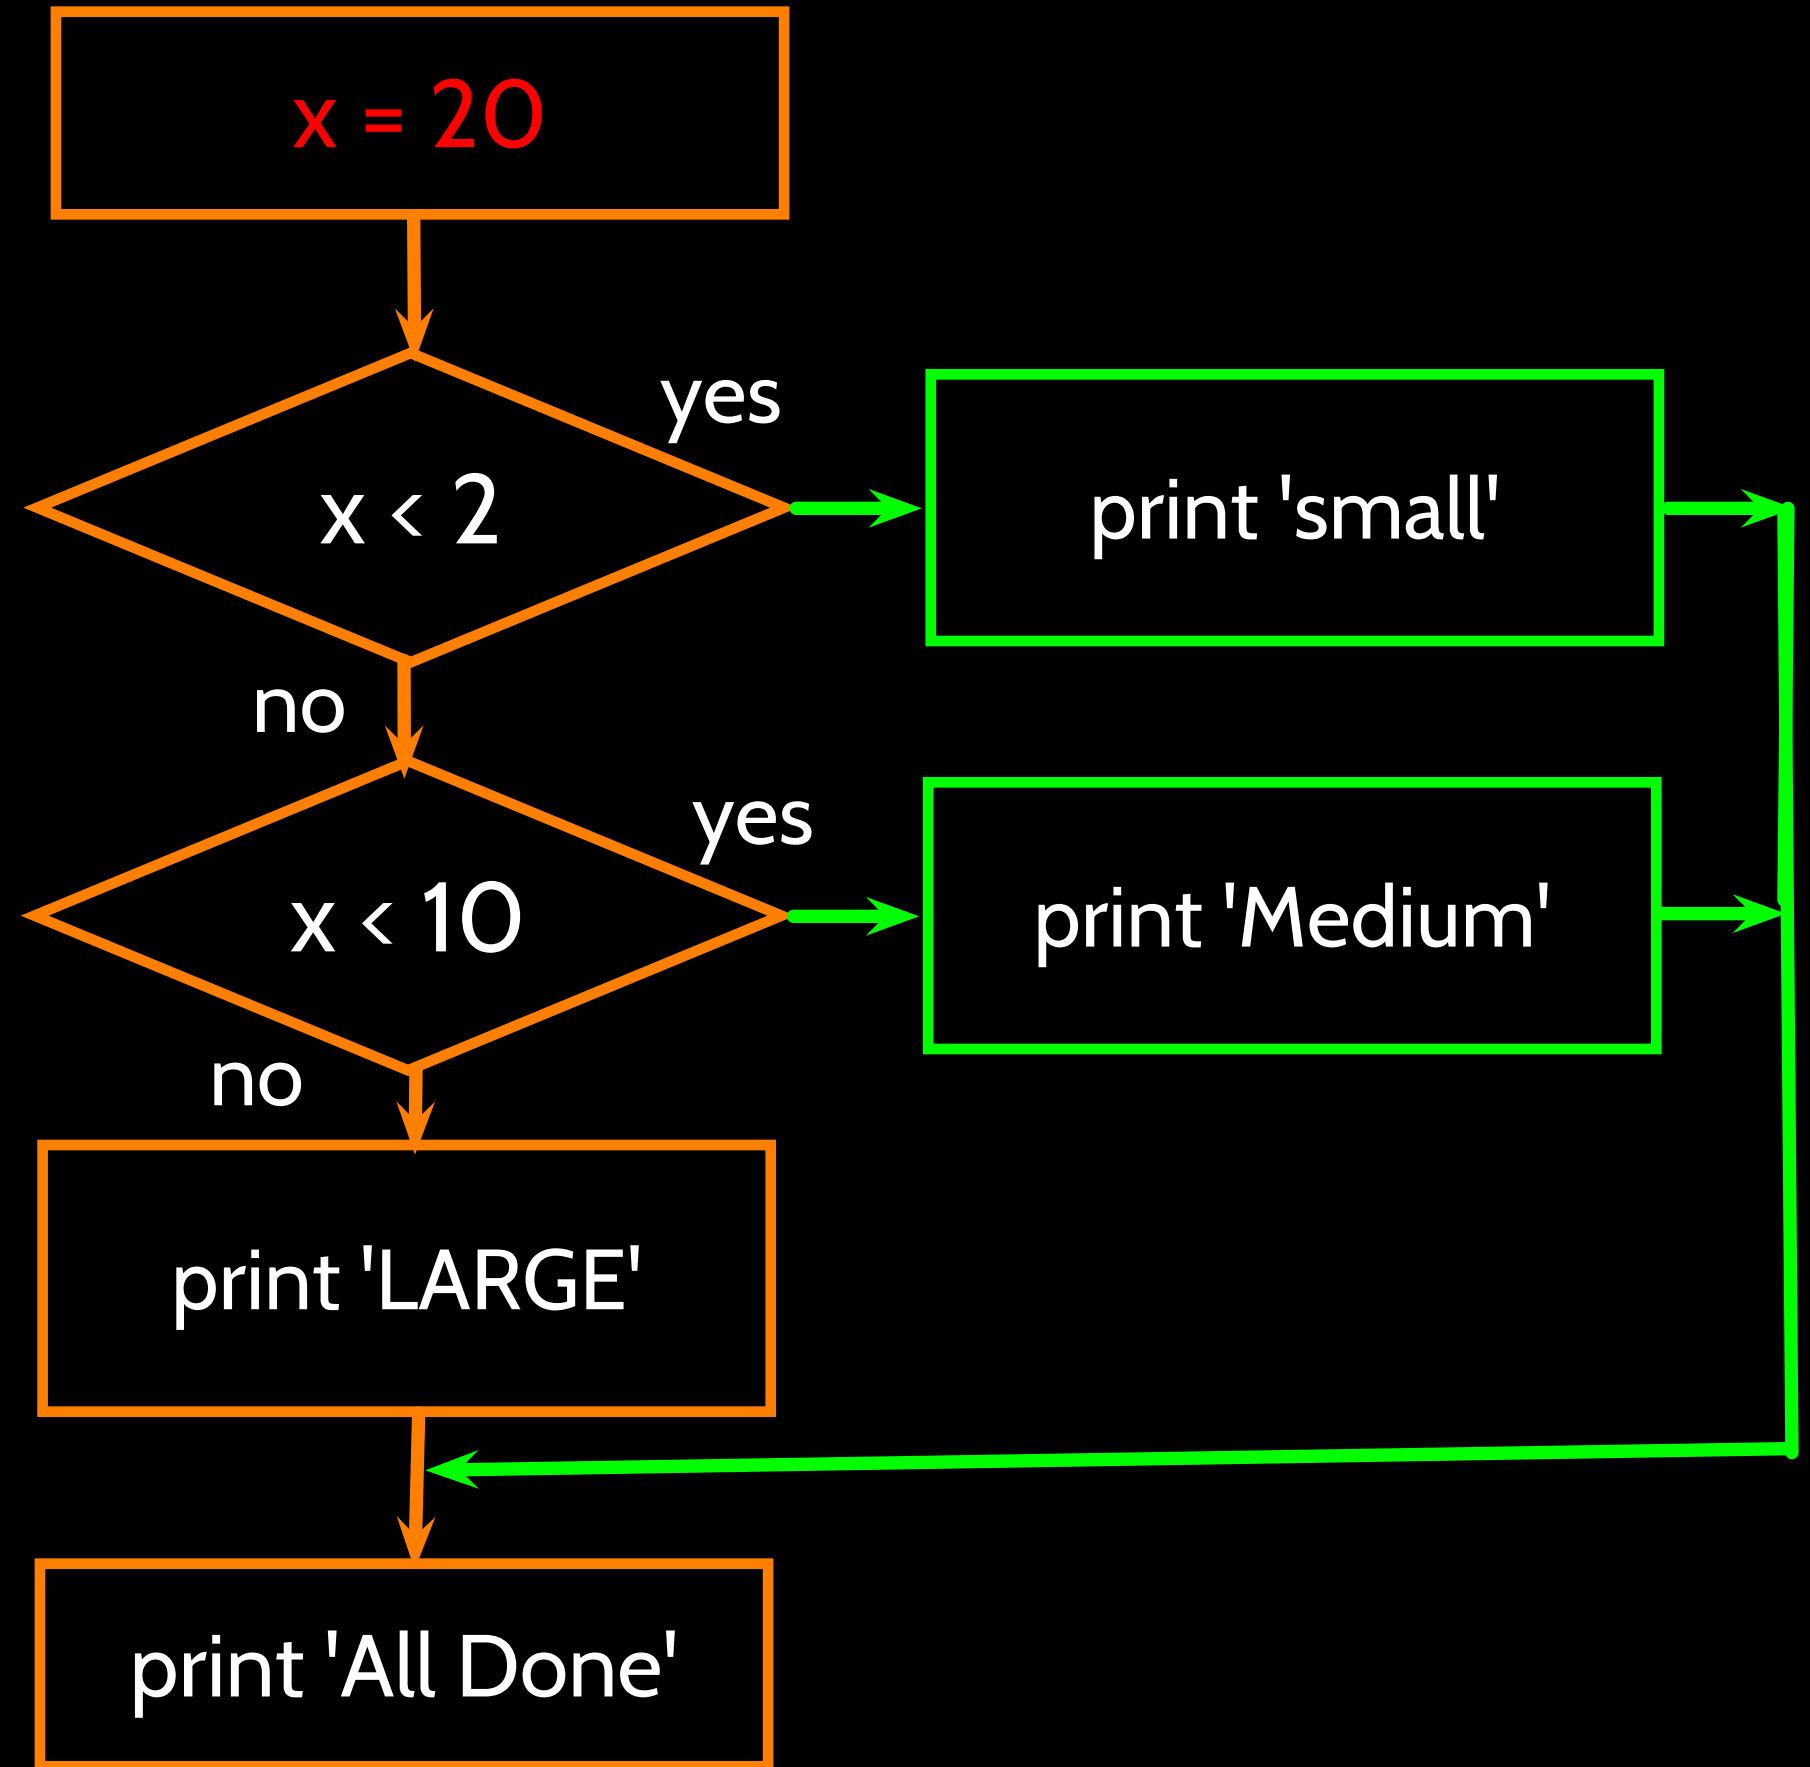 x = 20
yes
x < 2
print 'small'
no
yes
x < 10
print 'Medium'
no
print 'LARGE'
print 'All Done'